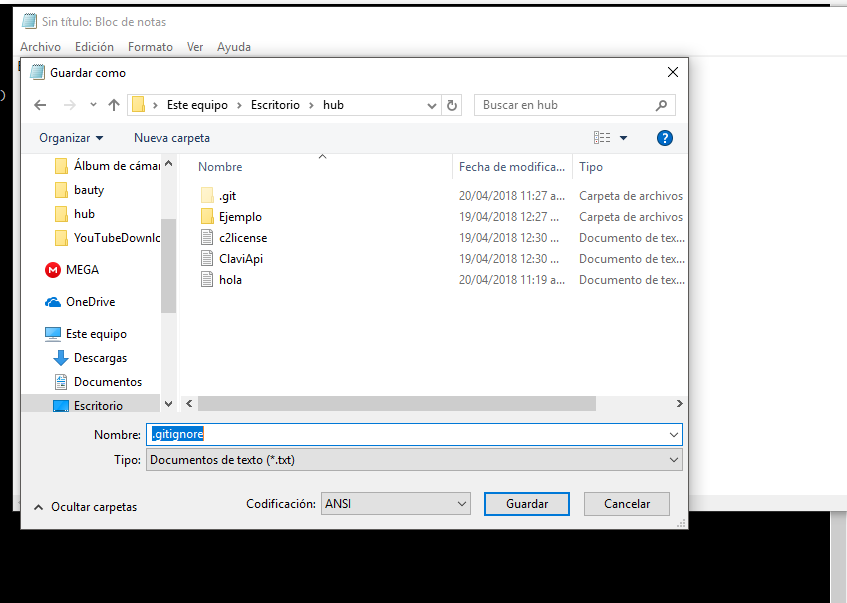 Sin título: Bloc de notas
Archivo Edición Formato Ver Ayuda
Guardar como
Este equipo > Escritorio > hub
Buscar en hub
Organizar Nueva carpeta
Nombre Fecha de modifica... Tipo
Álbum de cámar
bauty
hub
YouTubeDownlc
MEGA
OneDrive
Este equipo
Descargas
Documentos
Escritorio
.git 20/04/2018 11:27 a... Carpeta de archivos
Ejemplo 19/04/2018 12:27 ... Carpeta de archivos
c2license 19/04/2018 12:30 ... Documento de tex...
ClaviApi 19/04/2018 12:30 ... Documento de tex...
hola 20/04/2018 11:19 a... Documento de tex...
Nombre: .gitignore
Tipo: Documentos de texto (*.txt)
Ocultar carpetas Codificación: ANSI Guardar Cancelar